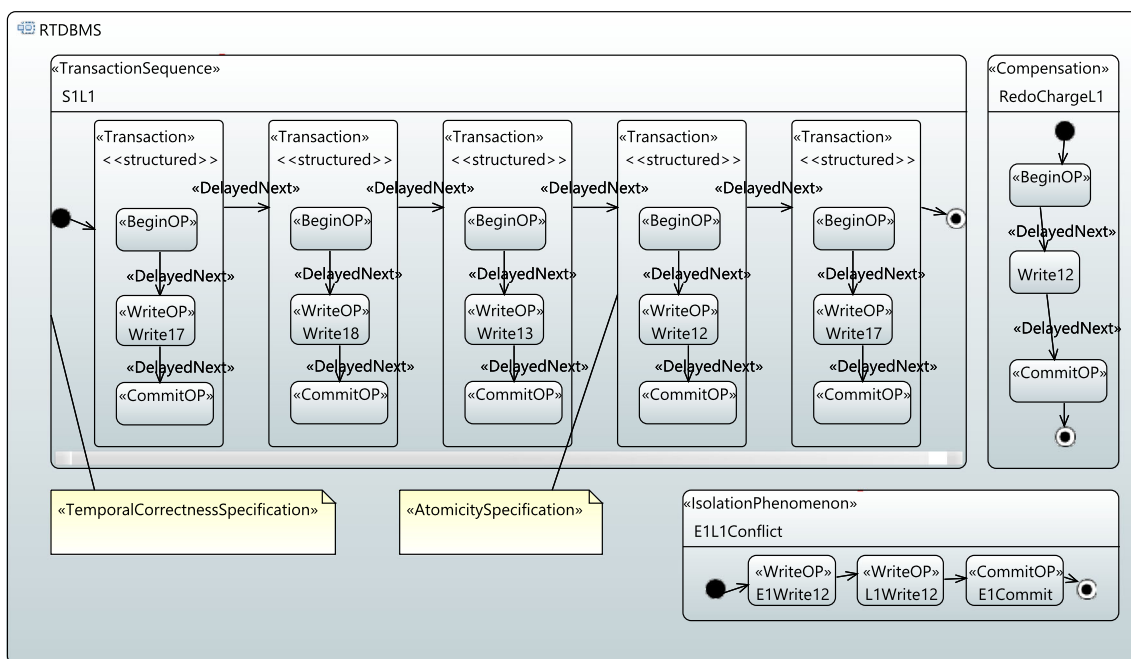 RTDBMS
«TransactionSequence»
S1L1
«Transaction»
<<structured>>
«BeginOP»
«DelayedNext»
«WriteOP»
Write17
«DelayedNext»
«CommitOP»
«DelayedNext»
«Transaction»
<<structured>>
«BeginOP»
«DelayedNext»
«WriteOP»
Write18
«DelayedNext»
«CommitOP»
«DelayedNext»
«Transaction»
<<structured>>
«BeginOP»
«DelayedNext»
«WriteOP»
Write13
«DelayedNext»
«CommitOP»
«DelayedNext»
«Transaction»
<<structured>>
«BeginOP»
«DelayedNext»
«WriteOP»
Write12
«DelayedNext»
«CommitOP»
«DelayedNext»
«Transaction»
<<structured>>
«BeginOP»
«DelayedNext»
«WriteOP»
Write17
«DelayedNext»
«CommitOP»
«Compensation»
RedoChargeL1
«BeginOP»
«DelayedNext»
Write12
«DelayedNext»
«CommitOP»
«TemporalCorrectnessSpecification»
«AtomicitySpecification»
«IsolationPhenomenon»
E1L1Conflict
«WriteOP»
E1Write12
«WriteOP»
L1Write12
«CommitOP»
E1Commit